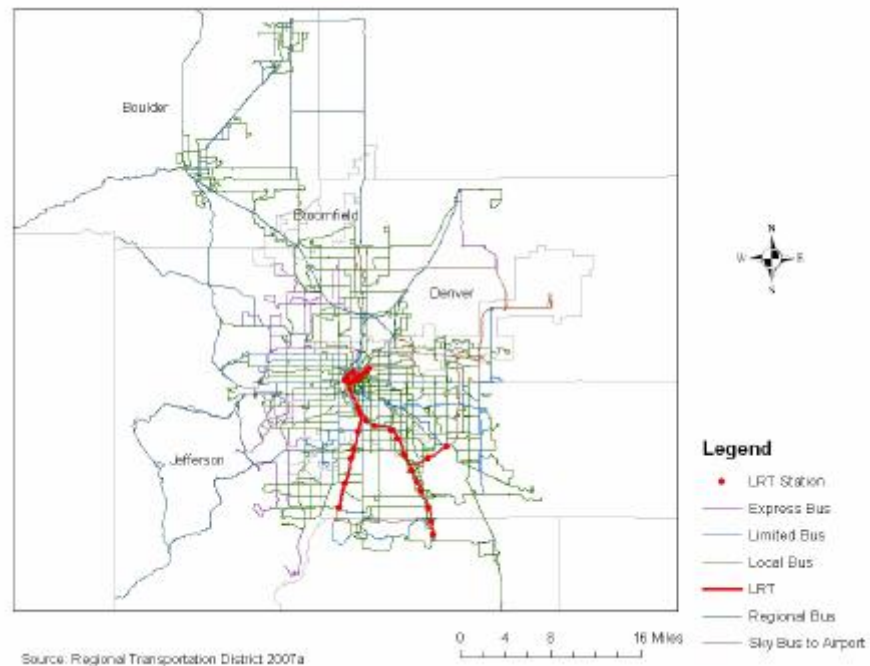 Boulder
Broomfield
Denver
Jefferson
N
W E
S
Legend
LRT Station
Express Bus
Limited Bus
Local Bus
LRT
Regional Bus
Sky Bus to Airport
0 4 8 16 Miles
Source: Regional Transportation District 2007a